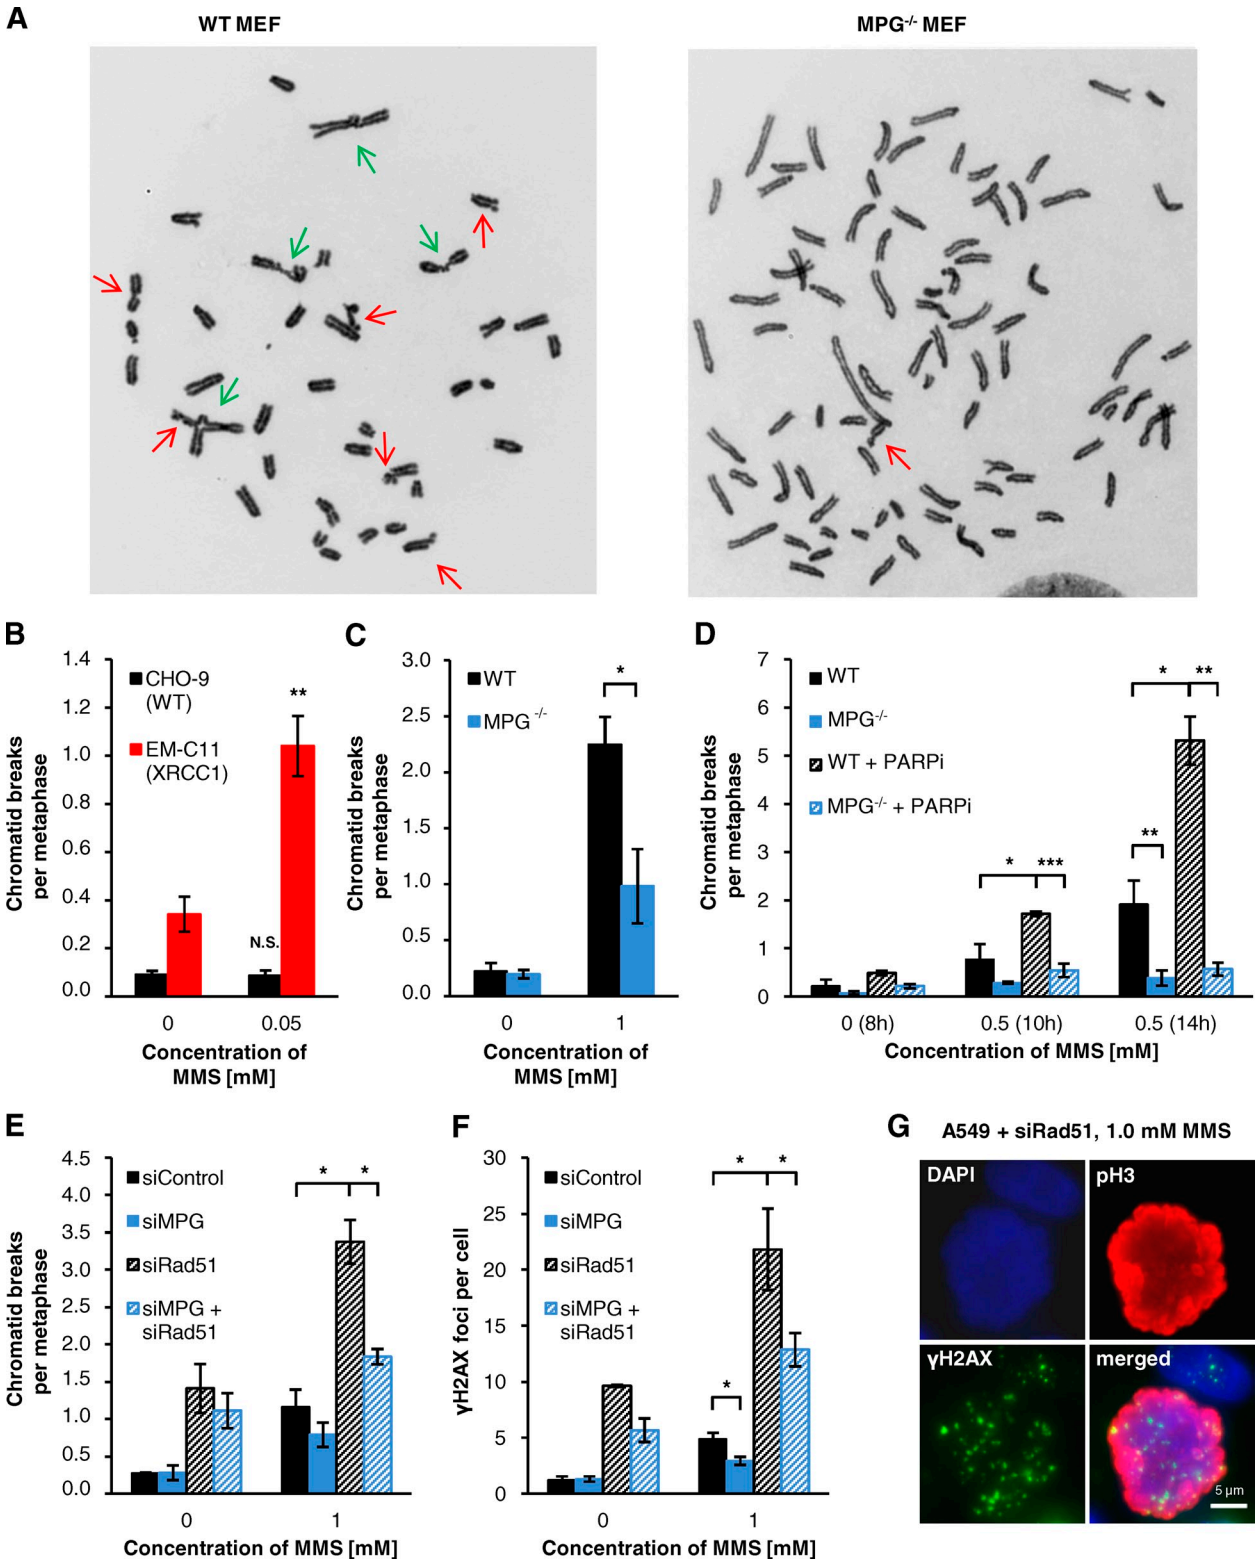 A
WT MEF
MPG-/- MEF
B
Chromatid breaks
per metaphase
1.4
1.2
1.0
0.8
0.6
0.4
0.2
0.0
CHO-9
(WT)
EM-C11
(XRCC1)
N.S.
**
0
0.05
Concentration of
MMS [mM]
C
Chromatid breaks
per metaphase
3.0
2.5
2.0
1.5
1.0
0.5
0.0
WT
MPG -/-
*
0
1
Concentration of
MMS [mM]
D
Chromatid breaks
per metaphase
7
6
5
4
3
2
1
0
WT
MPG-/-
WT + PARPi
MPG-/- + PARPi
* ***
**
* **
0 (8h)
0.5 (10h)
0.5 (14h)
Concentration of MMS [mM]
E
Chromatid breaks
per metaphase
4.5
4.0
3.5
3.0
2.5
2.0
1.5
1.0
0.5
0.0
siControl
siMPG
siRad51
siMPG +
siRad51
* *
0
1
Concentration of MMS [mM]
F
γH2AX foci per cell
30
25
20
15
10
5
0
siControl
siMPG
siRad51
siMPG +
siRad51
* *
*
0
1
Concentration of MMS [mM]
G
A549 + siRad51, 1.0 mM MMS
DAPI
pH3
γH2AX
merged
5 μm